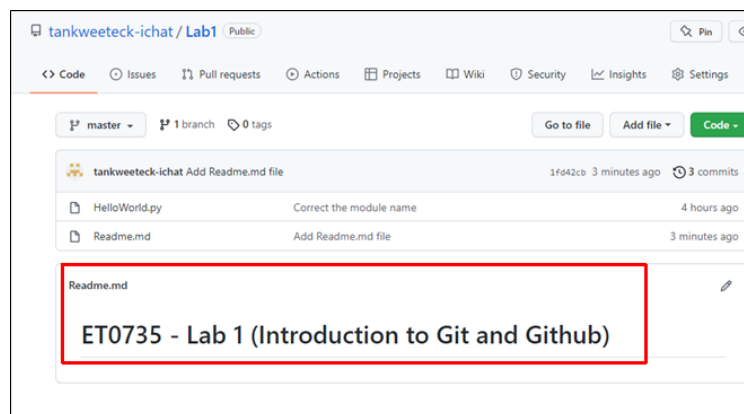 tankweeteck-ichat / Lab1 Public
Pin
Code Issues Pull requests Actions Projects Wiki Security Insights Settings
master 1 branch 0 tags Go to file Add file Code
tankweeteck-ichat Add Readme.md file 1fd42cb 3 minutes ago 3 commits
HelloWorld.py Correct the module name 4 hours ago
Readme.md Add Readme.md file 3 minutes ago
Readme.md
ET0735 - Lab 1 (Introduction to Git and Github)